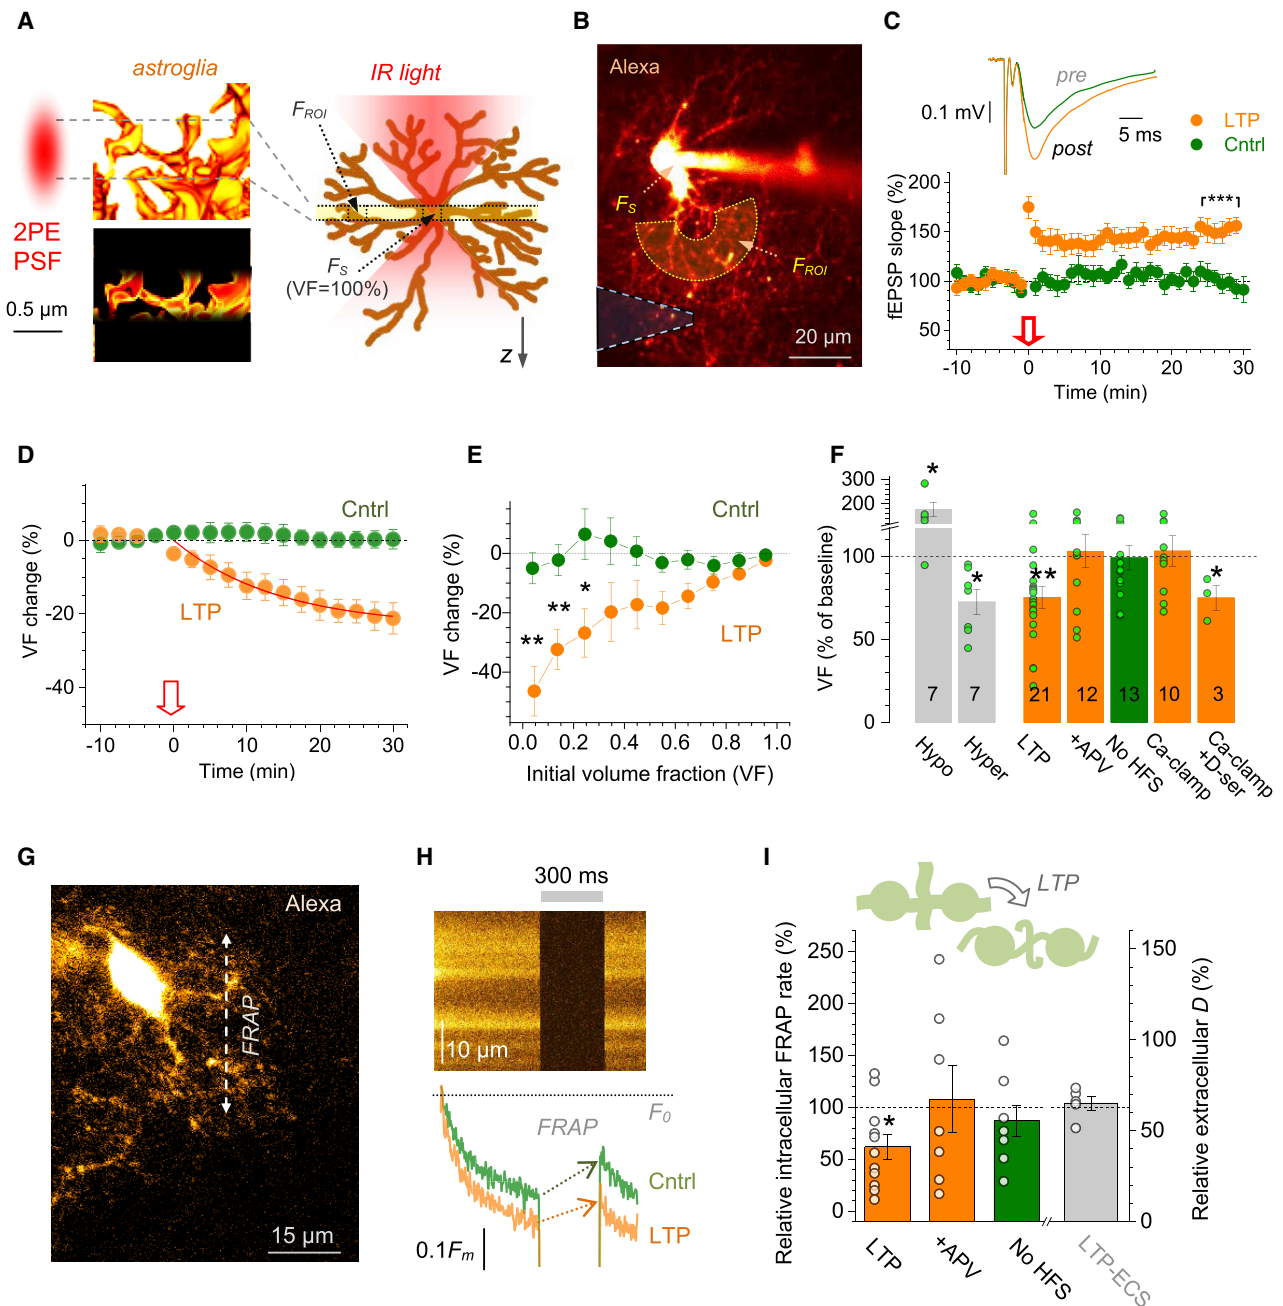 A
astroglia
IR light
F_ROI
2PE
PSF
0.5 µm
F_S
(VF=100%)
z
B
Alexa
F_S
F_ROI
20 µm
C
pre
0.1 mV
post
5 ms
LTP
Cntrl
fEPSP slope (%)
200
150
100
50
***
-10 0 10 20 30
Time (min)
D
VF change (%)
0
-20
-40
Cntrl
LTP
-10 0 10 20 30
Time (min)
E
VF change (%)
0
-20
-40
Cntrl
LTP
**
**
*
0.0 0.2 0.4 0.6 0.8 1.0
Initial volume fraction (VF)
F
VF (% of baseline)
300
200
100
50
0
* * ** *
7 7 21 12 13 10 3
Hypo
Hyper
LTP
+APV
No HFS
Ca-clamp
Ca-clamp
+D-ser
G
Alexa
FRAP
15 µm
H
300 ms
10 µm
F_0
FRAP
Cntrl
LTP
0.1F_m
I
LTP
Relative intracellular FRAP rate (%)
250
200
150
100
50
0
*
150
100
50
0
Relative extracellular D (%)
LTP
+APV
No HFS
LTP-ECS